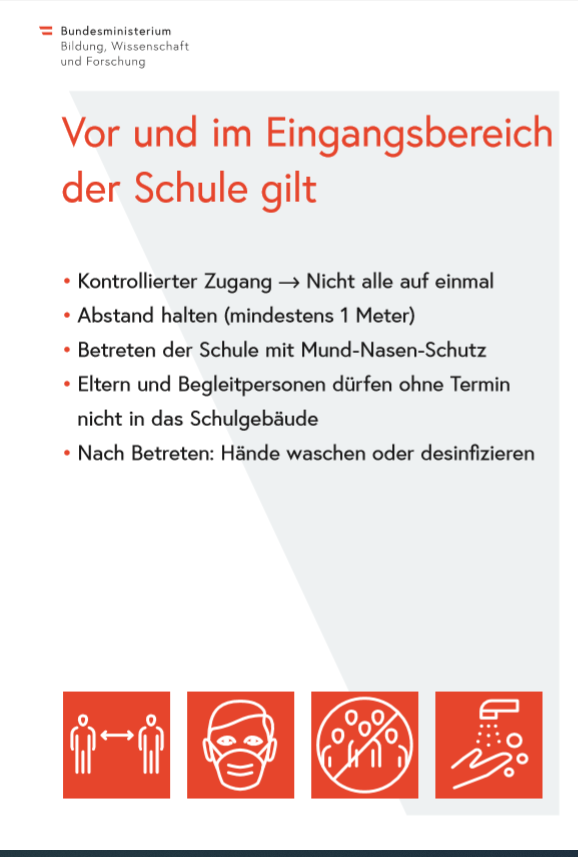 Bundesministerium
Bildung, Wissenschaft
und Forschung
Vor und im Eingangsbereich
der Schule gilt
• Kontrollierter Zugang → Nicht alle auf einmal
• Abstand halten (mindestens 1 Meter)
• Betreten der Schule mit Mund-Nasen-Schutz
• Eltern und Begleitpersonen dürfen ohne Termin
nicht in das Schulgebäude
• Nach Betreten: Hände waschen oder desinfizieren